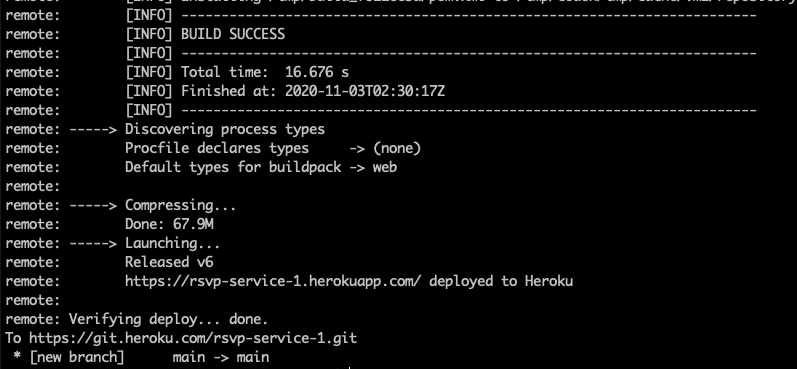 remote: [INFO] ------------------------------------------------------------------------
remote: [INFO] BUILD SUCCESS
remote: [INFO] ------------------------------------------------------------------------
remote: [INFO] Total time:  16.676 s
remote: [INFO] Finished at: 2020-11-03T02:30:17Z
remote: [INFO] ------------------------------------------------------------------------
remote: -----> Discovering process types
remote: Procfile declares types     -> (none)
remote: Default types for buildpack -> web
remote:
remote: -----> Compressing...
remote: Done: 67.9M
remote: -----> Launching...
remote: Released v6
remote: https://rsvp-service-1.herokuapp.com/ deployed to Heroku
remote:
remote: Verifying deploy... done.
To https://git.heroku.com/rsvp-service-1.git
* [new branch]      main -> main